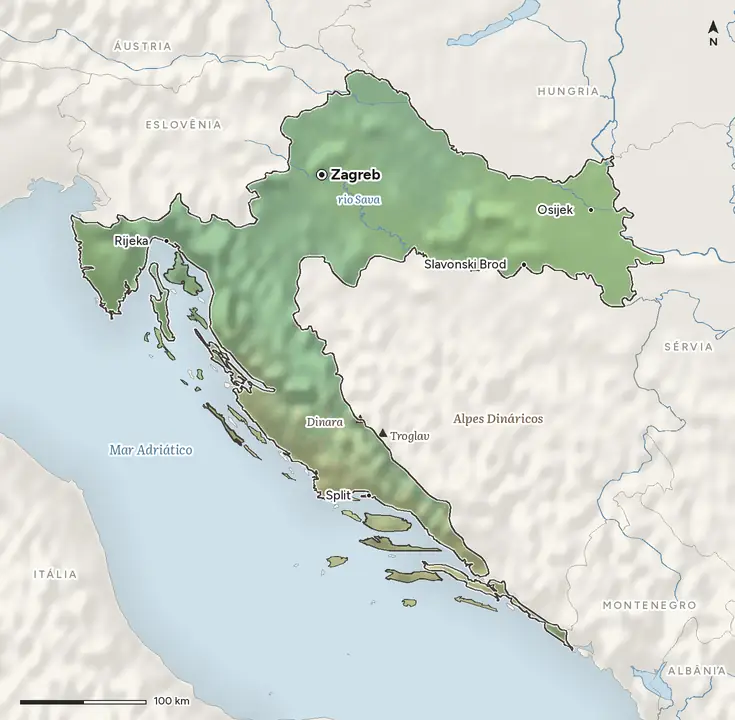 N
ÁUSTRIA
HUNGRIA
ESLOVÊNIA
Zagreb
rio Sava
Osijek
Rijeka
Slavonski Brod
SÉRVIA
Dinara
Troglav
Alpes Dináricos
Mar Adriático
Split
ITÁLIA
MONTENEGRO
ALBÂNIA
100 km